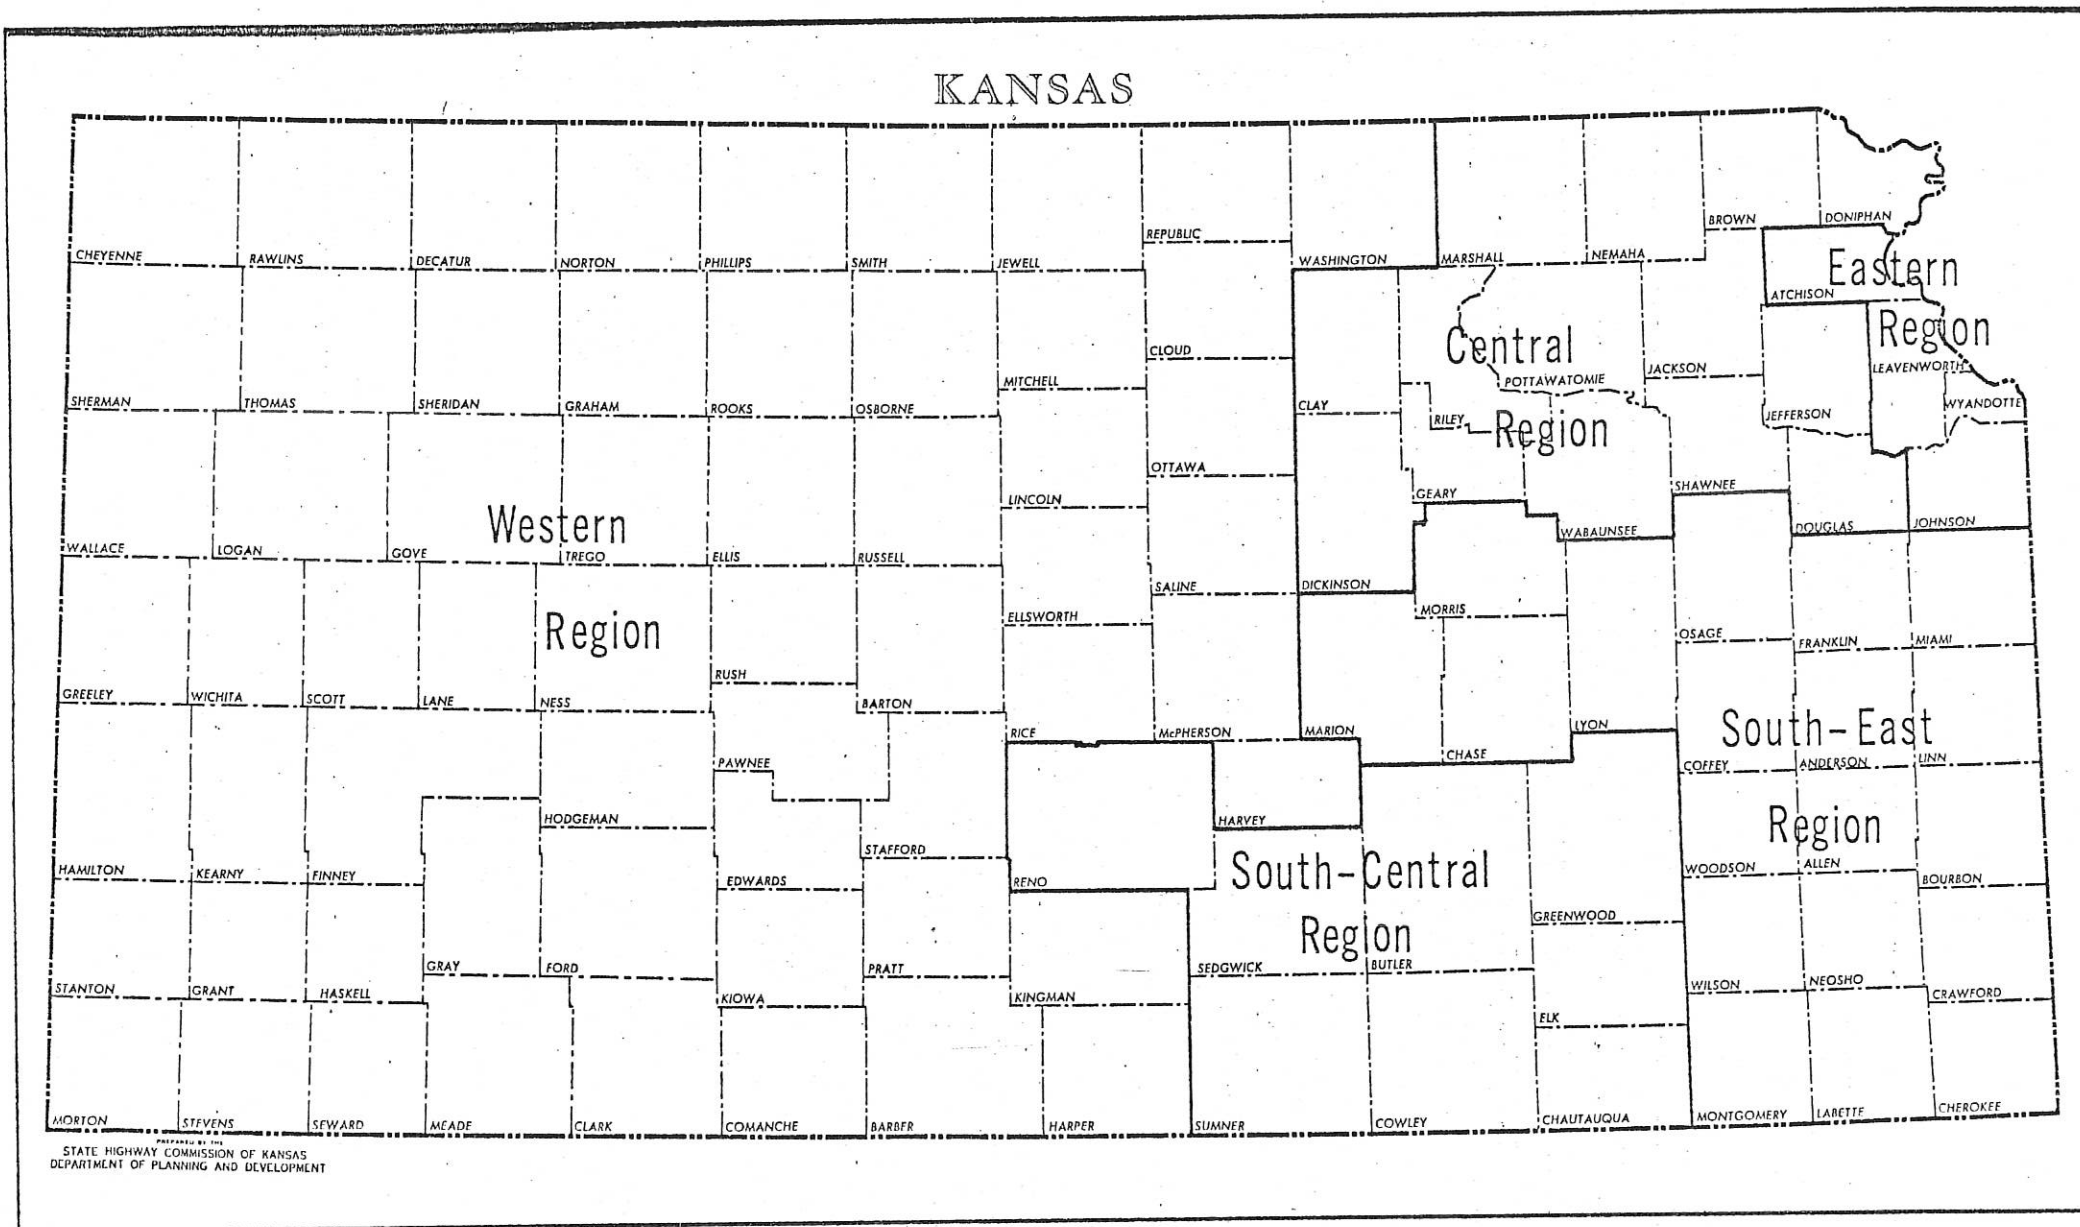 KANSAS
BROWN
DONIPHAN
REPUBLIC
CHEYENNE
RAWLINS
DECATUR
NORTON
PHILLIPS
SMITH
JEWELL
WASHINGTON
MARSHALL
NEMAHA
Eastern
ATCHISON
Region
Central
CLOUD
MITCHELL
POTTAWATOMIE
JACKSON
LEAVENWORTH
SHERMAN
THOMAS
SHERIDAN
GRAHAM
ROOKS
OSBORNE
CLAY
RILEY
Region
JEFFERSON
WYANDOTTE
OTTAWA
LINCOLN
GEARY
SHAWNEE
Western
WABAUNSEE
DOUGLAS
JOHNSON
WALLACE
LOGAN
GOVE
TREGO
ELLIS
RUSSELL
SALINE
DICKINSON
ELLSWORTH
MORRIS
Region
OSAGE
FRANKLIN
MIAMI
RUSH
GREELEY
WICHITA
SCOTT
LANE
NESS
BARTON
RICE
McPHERSON
MARION
LYON
South-East
CHASE
PAWNEE
COFFEY
ANDERSON
LINN
HODGEMAN
HARVEY
Region
STAFFORD
HAMILTON
KEARNY
FINNEY
EDWARDS
RENO
South-Central
WOODSON
ALLEN
BOURBON
GREENWOOD
Region
GRAY
FORD
PRATT
SEDGWICK
BUTLER
STANTON
GRANT
HASKELL
KIOWA
KINGMAN
WILSON
NEOSHO
CRAWFORD
ELK
MORTON
STEVENS
SEWARD
MEADE
CLARK
COMANCHE
BARBER
HARPER
SUMNER
COWLEY
CHAUTAUQUA
MONTGOMERY
LABETTE
CHEROKEE
PREPARED BY THE
STATE HIGHWAY COMMISSION OF KANSAS
DEPARTMENT OF PLANNING AND DEVELOPMENT